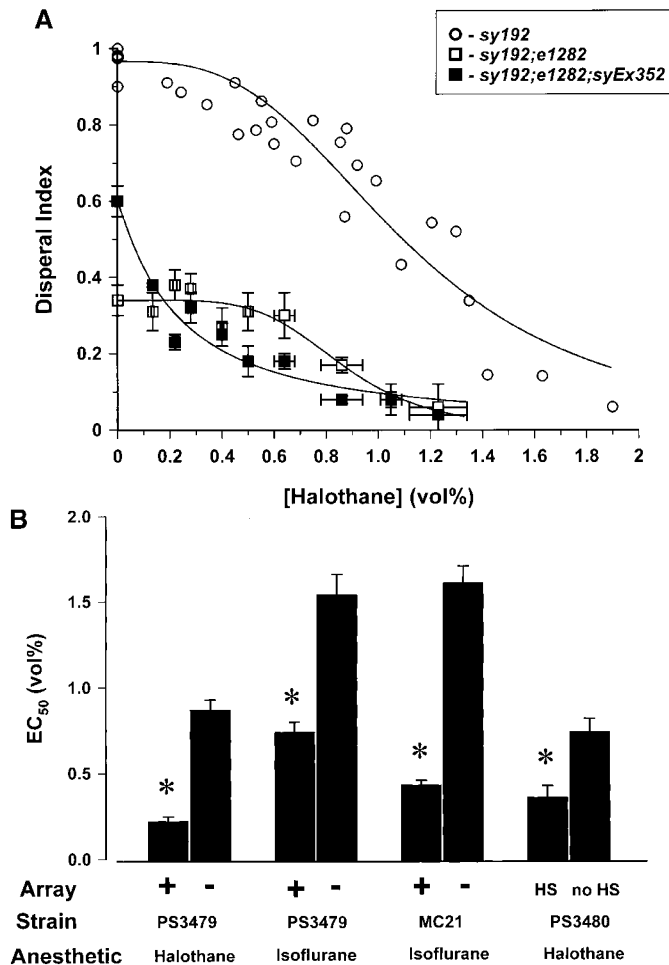 A
○ - sy192
□ - sy192;e1282
■ - sy192;e1282;syEx352
1
0.8
0.6
0.4
0.2
0
Disperal Index
0 0.2 0.4 0.6 0.8 1.0 1.2 1.4 1.6 1.8 2
[Halothane] (vol%)
B
2.0
1.5
1.0
0.5
0.0
EC50 (vol%)
* * * *
Array + - + - + - HS no HS
Strain PS3479 PS3479 MC21 PS3480
Anesthetic Halothane Isoflurane Isoflurane Halothane